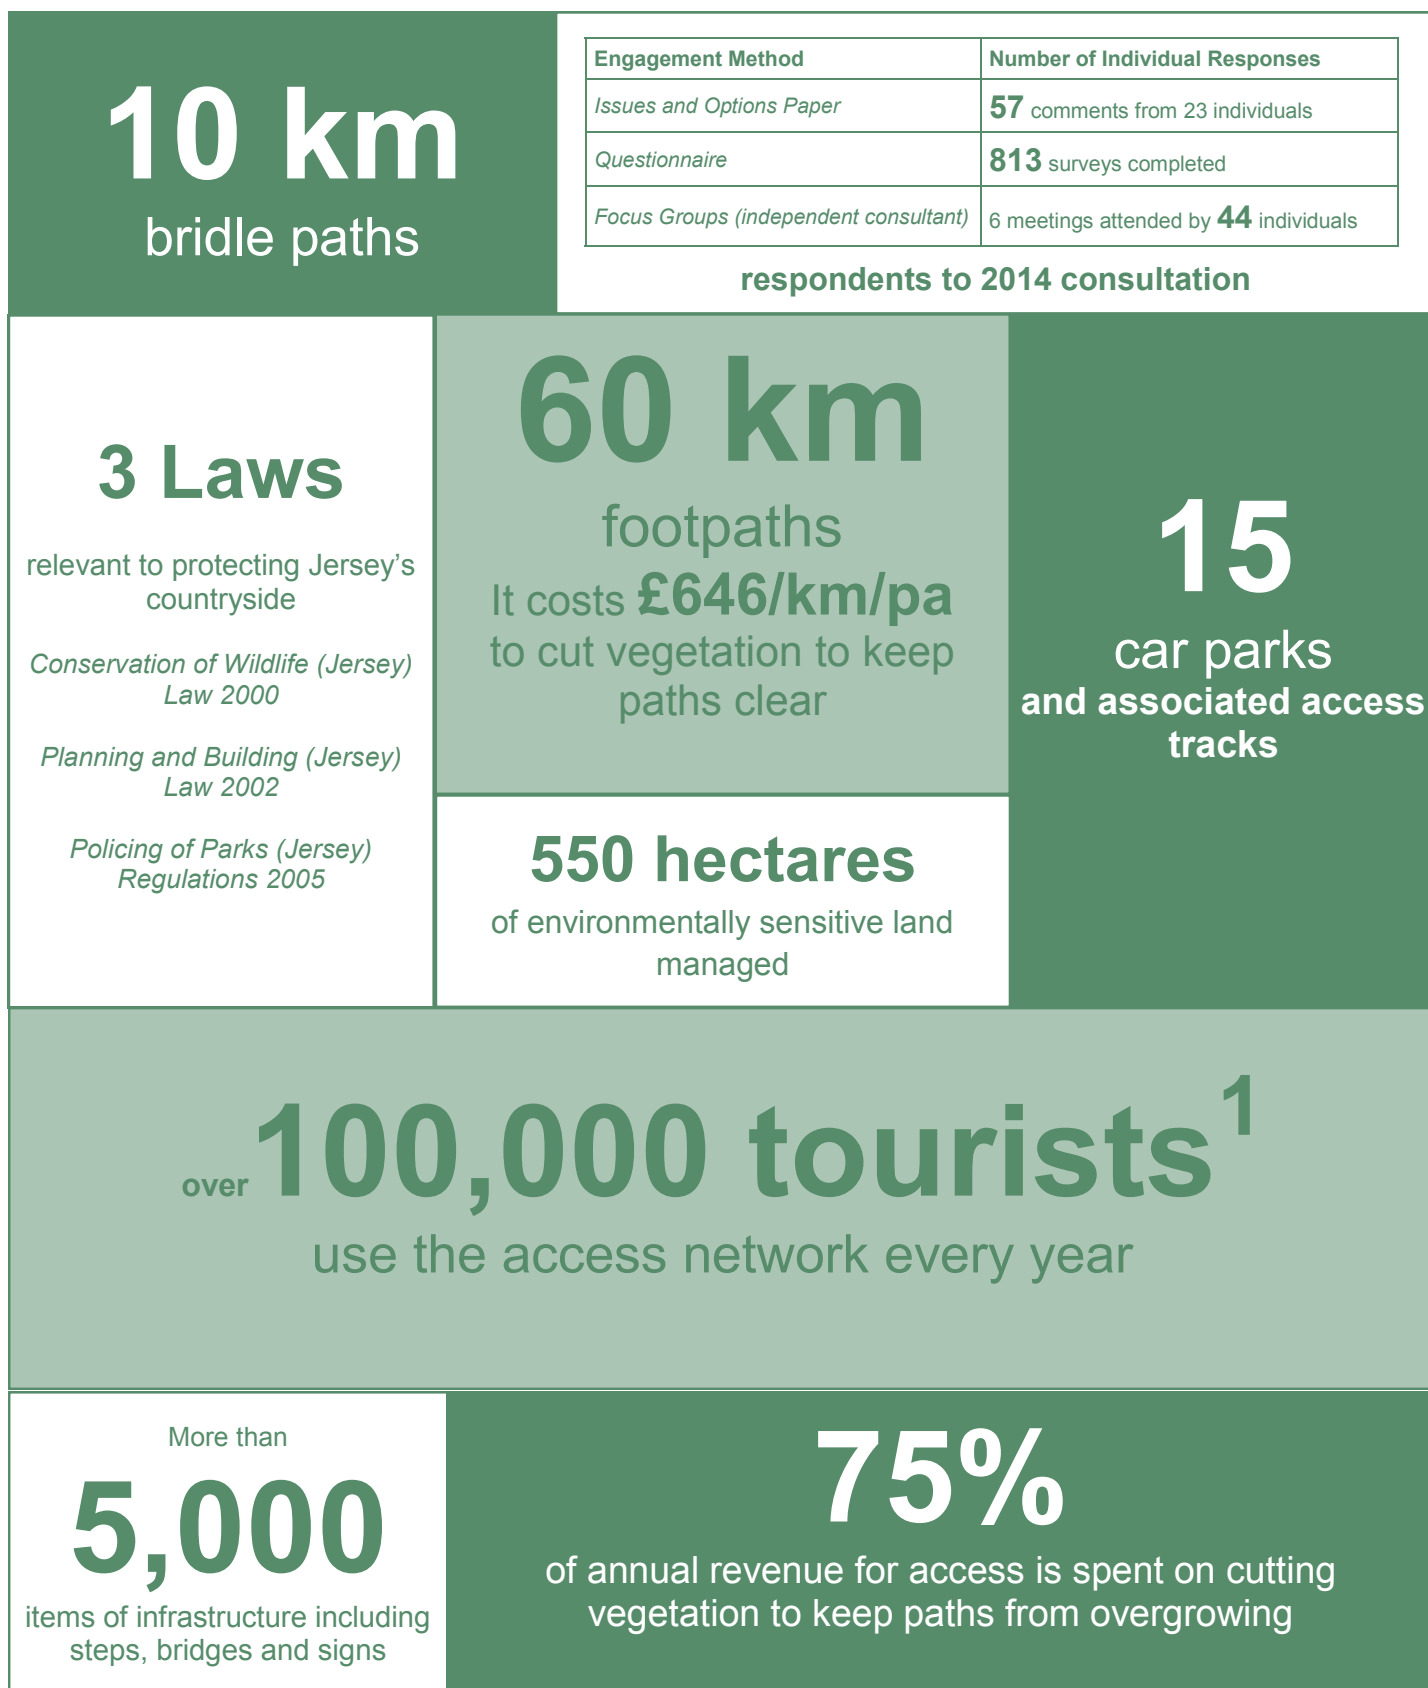 10 km
bridle paths
Engagement Method Number of Individual Responses
Issues and Options Paper 57 comments from 23 individuals
Questionnaire 813 surveys completed
Focus Groups (independent consultant) 6 meetings attended by 44 individuals
respondents to 2014 consultation
3 Laws
relevant to protecting Jersey’s
countryside
Conservation of Wildlife (Jersey)
Law 2000
Planning and Building (Jersey)
Law 2002
Policing of Parks (Jersey)
Regulations 2005
60 km
footpaths
It costs £646/km/pa
to cut vegetation to keep
paths clear
550 hectares
of environmentally sensitive land
managed
15
car parks
and associated access
tracks
over 100,000 tourists1
use the access network every year
More than
5,000
items of infrastructure including
steps, bridges and signs
75%
of annual revenue for access is spent on cutting
vegetation to keep paths from overgrowing